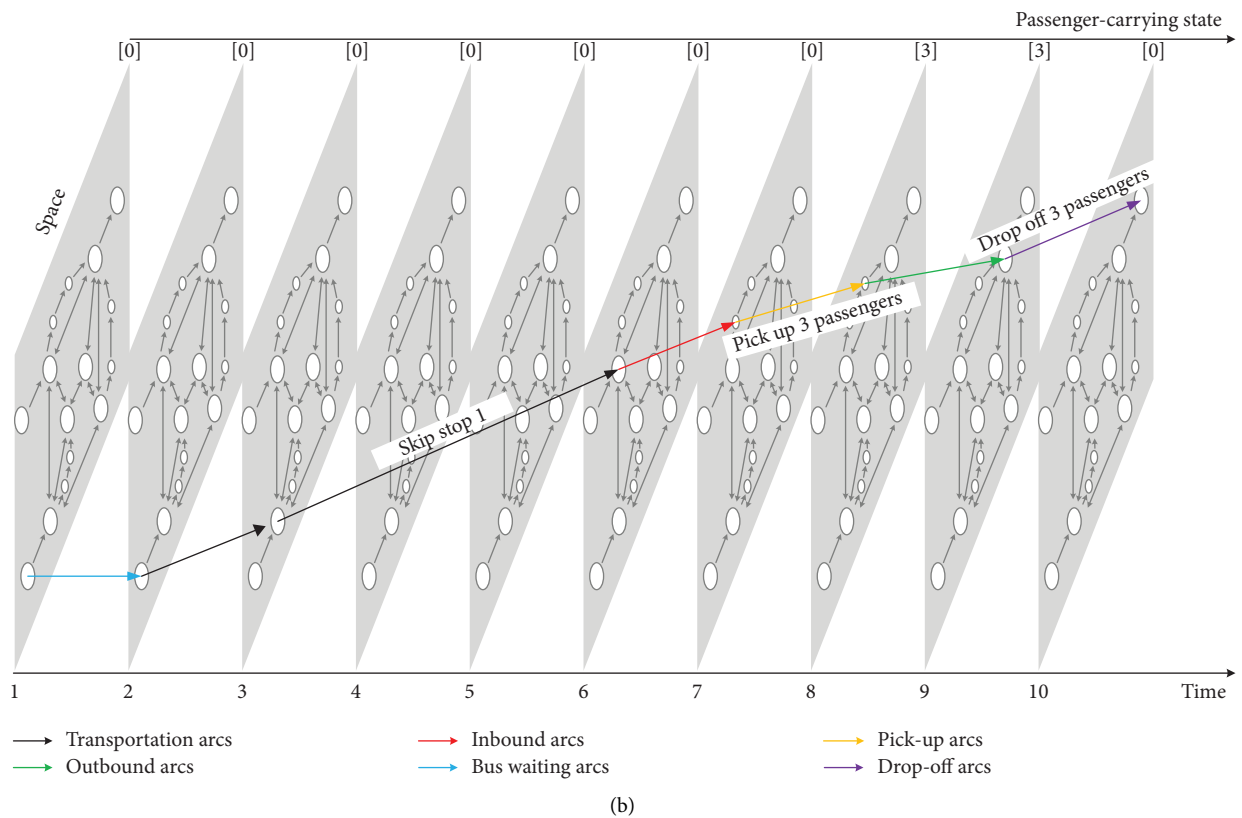 Passenger-carrying state
[0] [0] [0] [0] [0] [0] [0] [3] [3] [0]
Space
Drop off 3 passengers
Pick up 3 passengers
Skip stop 1
1 2 3 4 5 6 7 8 9 10 Time
Transportation arcs Inbound arcs Pick-up arcs
Outbound arcs Bus waiting arcs Drop-off arcs
(b)